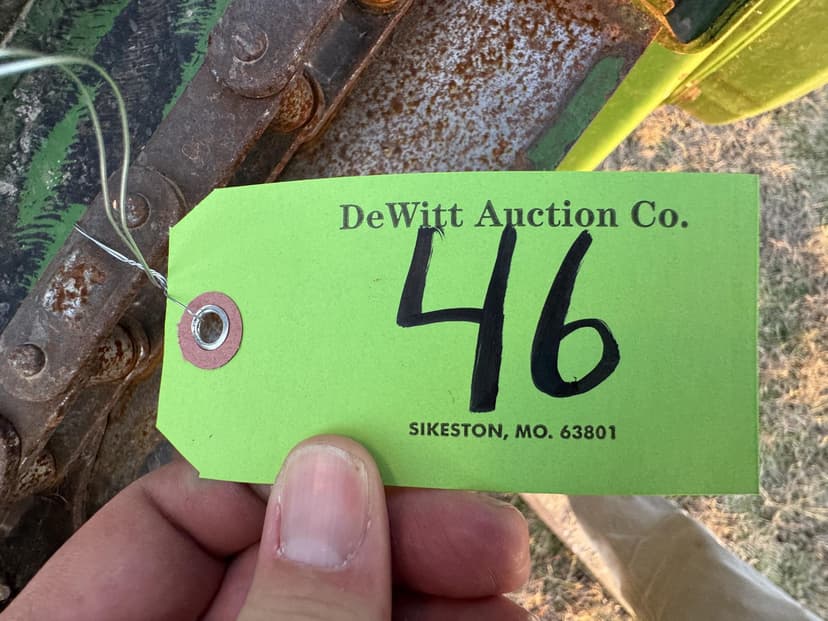 DeWitt Auction Co.
46
SIKESTON, MO. 63801